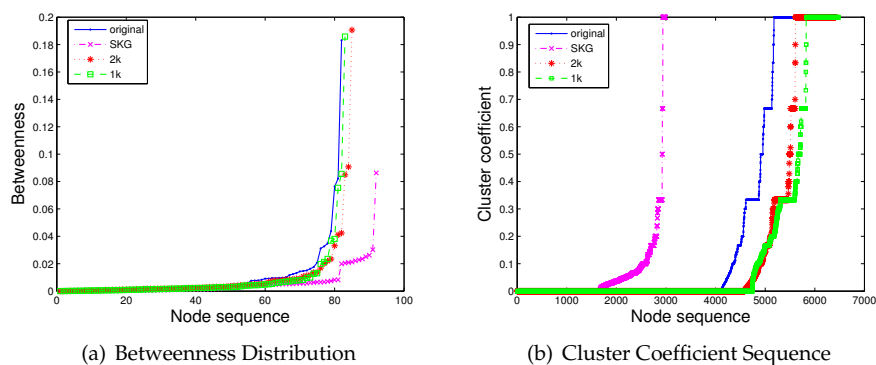 0.2
0.18
0.16
0.14
0.12
0.1
0.08
0.06
0.04
0.02
0
Betweenness
original
SKG
2k
1k
0 20 40 60 80 100
Node sequence
(a) Betweenness Distribution
1
0.9
0.8
0.7
0.6
0.5
0.4
0.3
0.2
0.1
0
Cluster coefficient
original
SKG
2k
1k
0 1000 2000 3000 4000 5000 6000 7000
Node sequence
(b) Cluster Coefficient Sequence